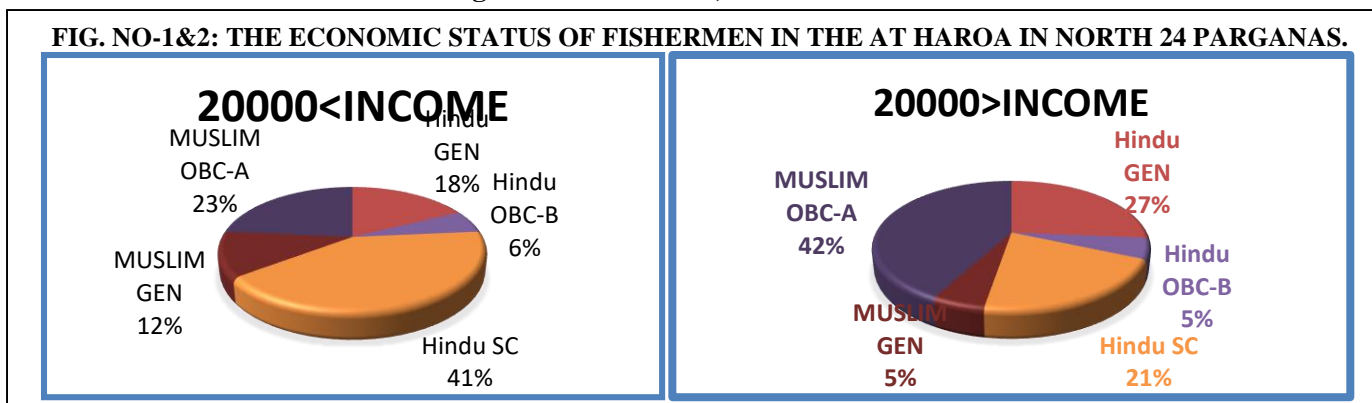 FIG. NO-1&2: THE ECONOMIC STATUS OF FISHERMEN IN THE AT HAROA IN NORTH 24 PARGANAS.
20000<INCOME
Hindu
GEN
18%
Hindu
OBC-B
6%
Hindu SC
41%
MUSLIM
GEN
12%
MUSLIM
OBC-A
23%
20000>INCOME
Hindu
GEN
27%
Hindu
OBC-B
5%
Hindu SC
21%
MUSLIM
GEN
5%
MUSLIM
OBC-A
42%